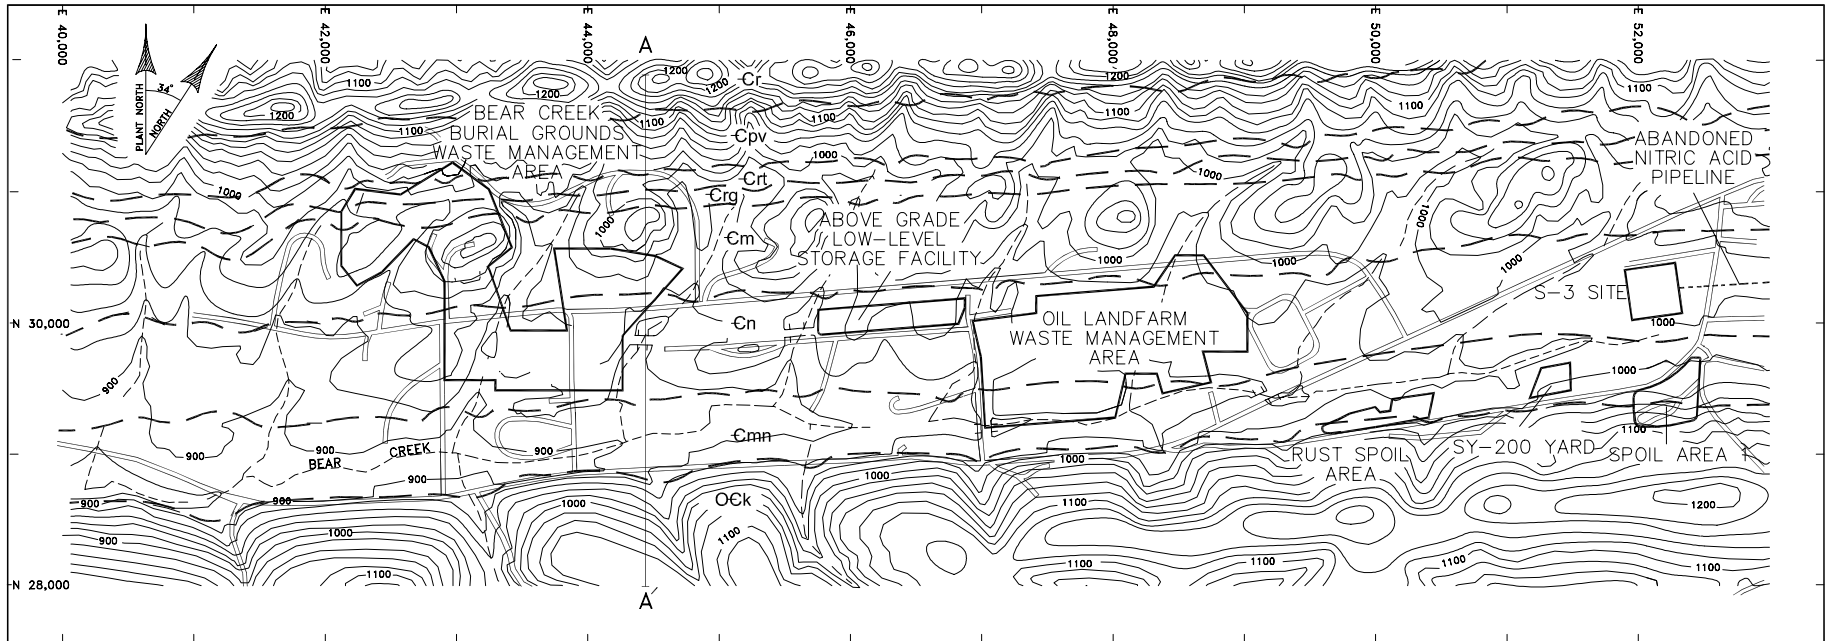 E 40,000
E 42,000
E 44,000
E 46,000
E 48,000
E 50,000
E 52,000
A
PLANT NORTH
34°
NORTH
1100
1200
1200
1200
1200
1200
1100
1100
1100
1100
1100
1100
Cr
BEAR CREEK
BURIAL GROUNDS
WASTE MANAGEMENT
AREA
Cpv
1000
Crt
Crg
1000
1000
1000
1000
ABANDONED
NITRIC ACID
PIPELINE
Cm
ABOVE GRADE
LOW-LEVEL
STORAGE FACILITY
1000
1000
1000
S-3 SITE
N 30,000
Cn
OIL LANDFARM
WASTE MANAGEMENT
AREA
1000
900
1000
Cmn
900
900
BEAR
CREEK
900
900
1100
RUST SPOIL
AREA
SY-200 YARD
SPOIL AREA 1
1000
1000
900
900
1000
OCk
1100
1200
900
1000
1100
N 28,000
1100
1100
1100
1100
1100
A'